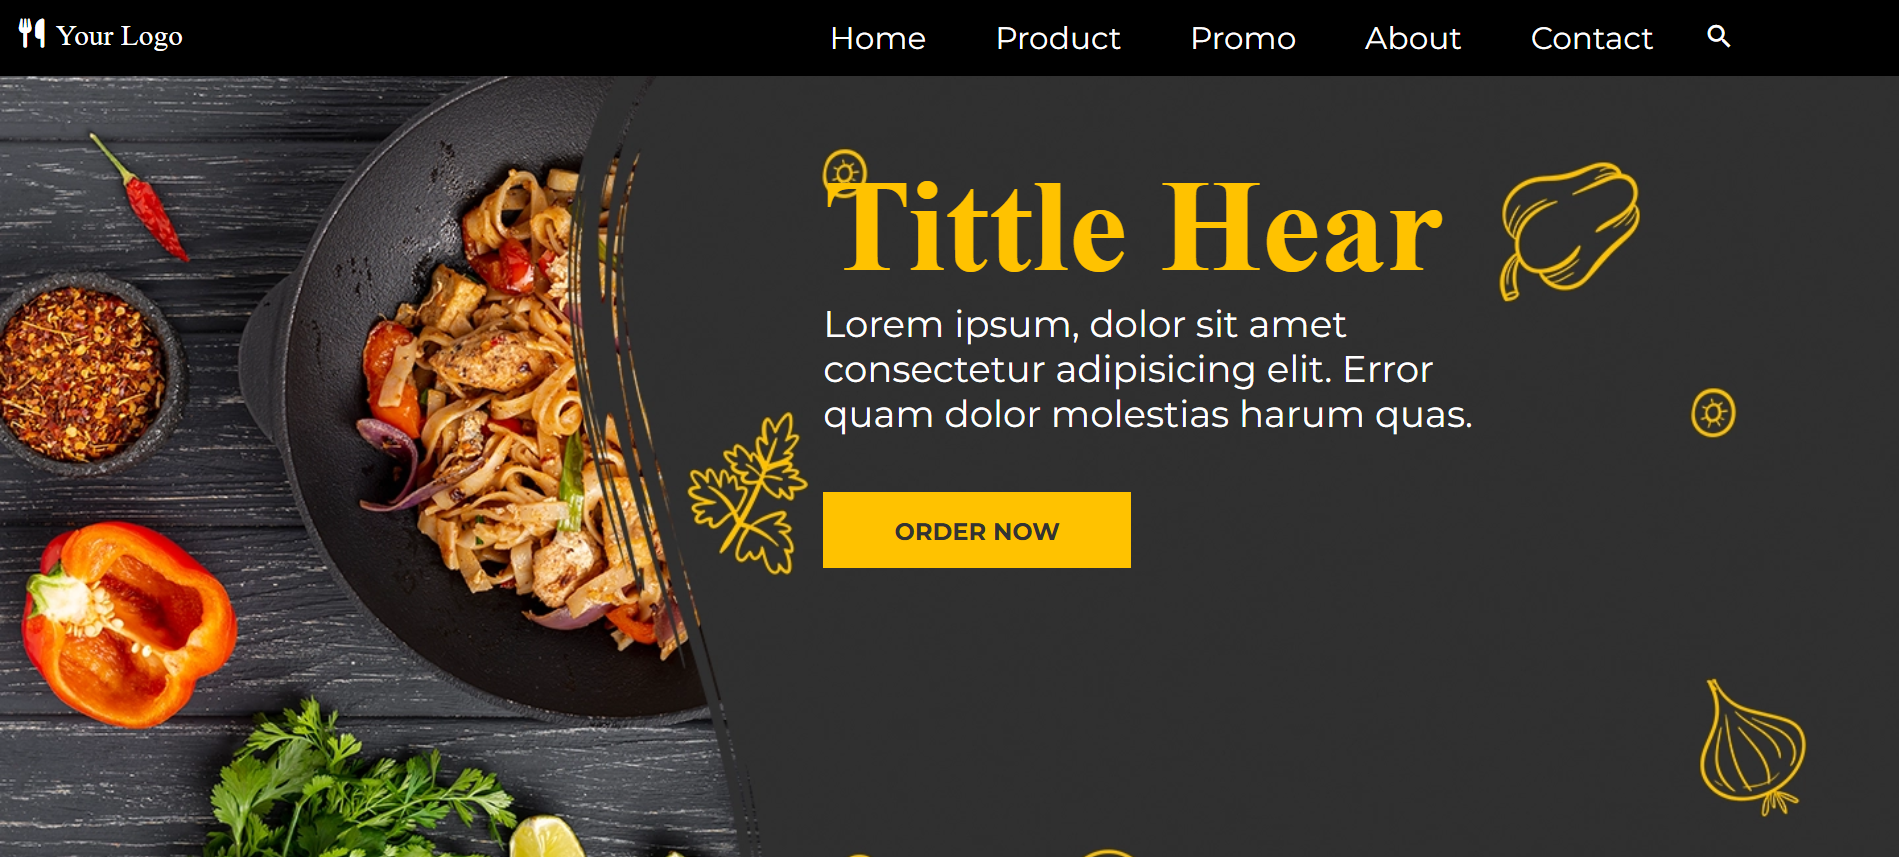 Your Logo
Home Product Promo About Contact
Tittle Hear
Lorem ipsum, dolor sit amet
consectetur adipisicing elit. Error
quam dolor molestias harum quas.
ORDER NOW